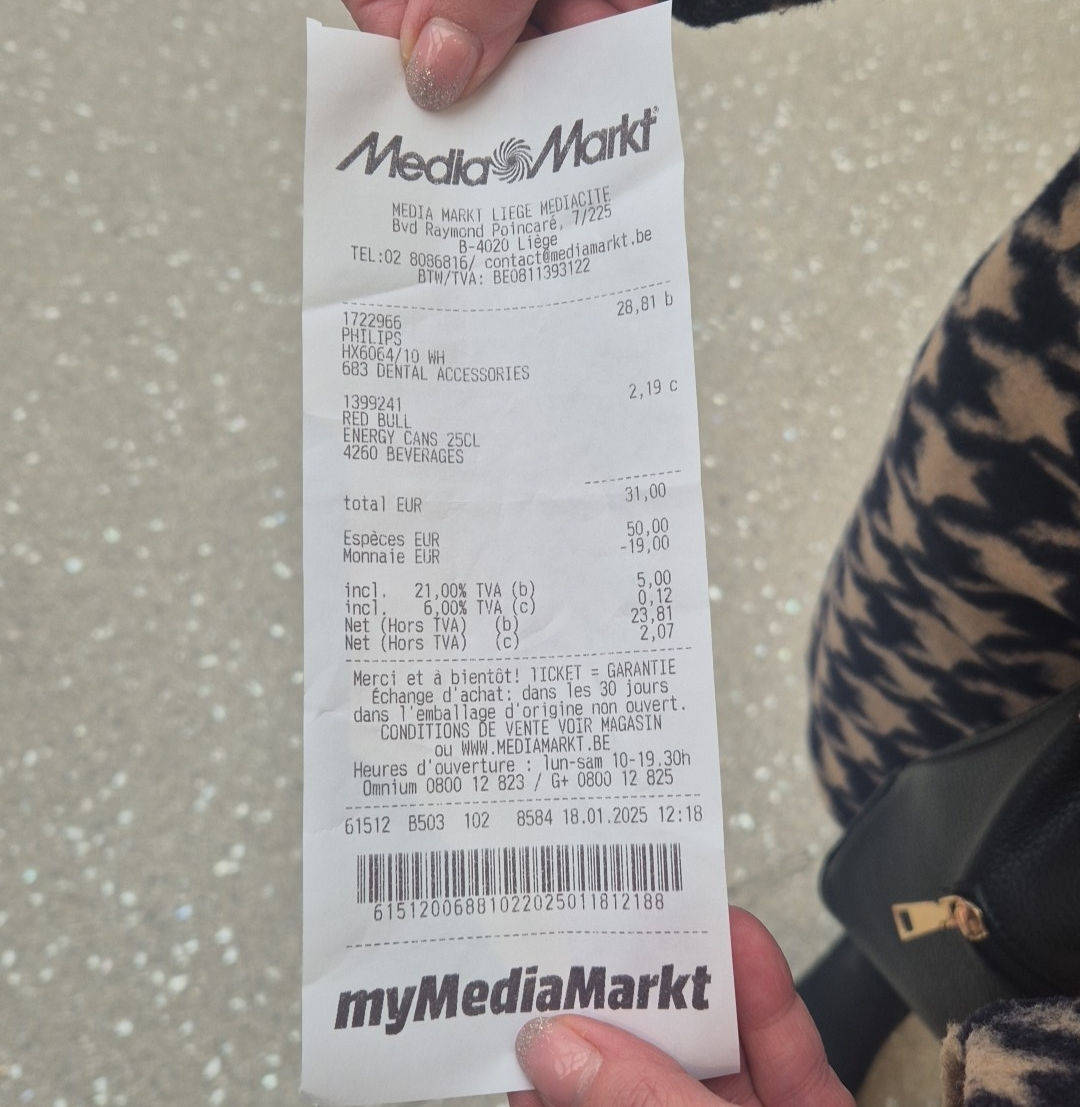 Media Markt
MEDIA MARKT LIEGE MEDIACITE
Bvd Raymond Poincaré, 7/225
B-4020 Liège
TEL:02 8086816/ contact@mediamarkt.be
BTW/TVA: BE0811393122
28,81 b
1722966
PHILIPS
HX6064/10 WH
683 DENTAL ACCESSORIES
2,19 c
1399241
RED BULL
ENERGY CANS 25CL
4260 BEVERAGES
total EUR 31,00
Espèces EUR 50,00
Monnaie EUR -19,00
incl. 21,00% TVA (b) 5,00
incl. 6,00% TVA (c) 0,12
Net (Hors TVA) (b) 23,81
Net (Hors TVA) (c) 2,07
Merci et à bientôt! TICKET = GARANTIE
Échange d'achat: dans les 30 jours
dans l'emballage d'origine non ouvert.
CONDITIONS DE VENTE VOIR MAGASIN
ou WWW.MEDIAMARKT.BE
Heures d'ouverture : lun-sam 10-19.30h
Omnium 0800 12 823 / G+ 0800 12 825
61512 B503 102 8584 18.01.2025 12:18
61512006881022025011812188
myMediaMarkt